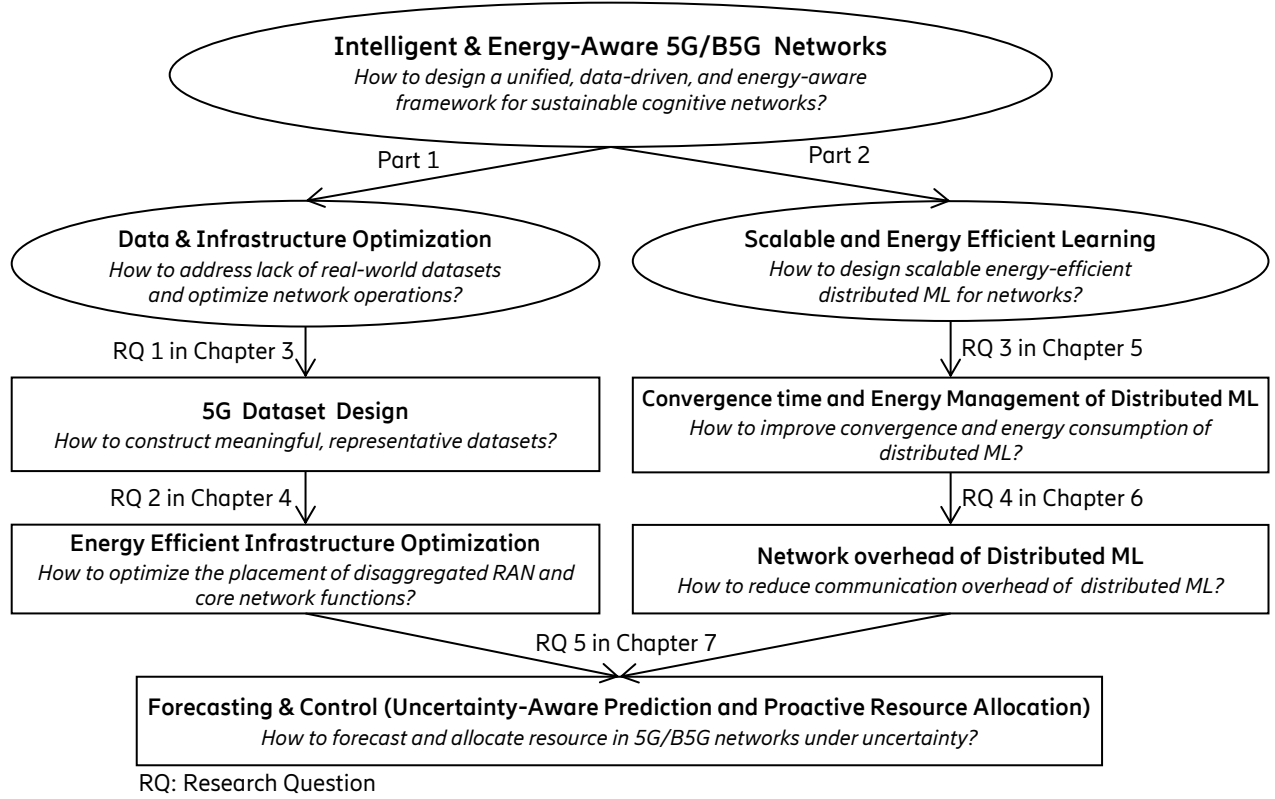 Intelligent & Energy-Aware 5G/B5G Networks
How to design a unified, data-driven, and energy-aware
framework for sustainable cognitive networks?
Part 1
Part 2
Data & Infrastructure Optimization
How to address lack of real-world datasets
and optimize network operations?
Scalable and Energy Efficient Learning
How to design scalable energy-efficient
distributed ML for networks?
RQ 1 in Chapter 3
RQ 3 in Chapter 5
5G Dataset Design
How to construct meaningful, representative datasets?
Convergence time and Energy Management of Distributed ML
How to improve convergence and energy consumption of
distributed ML?
RQ 2 in Chapter 4
RQ 4 in Chapter 6
Energy Efficient Infrastructure Optimization
How to optimize the placement of disaggregated RAN and
core network functions?
Network overhead of Distributed ML
How to reduce communication overhead of distributed ML?
RQ 5 in Chapter 7
Forecasting & Control (Uncertainty-Aware Prediction and Proactive Resource Allocation)
How to forecast and allocate resource in 5G/B5G networks under uncertainty?
RQ: Research Question